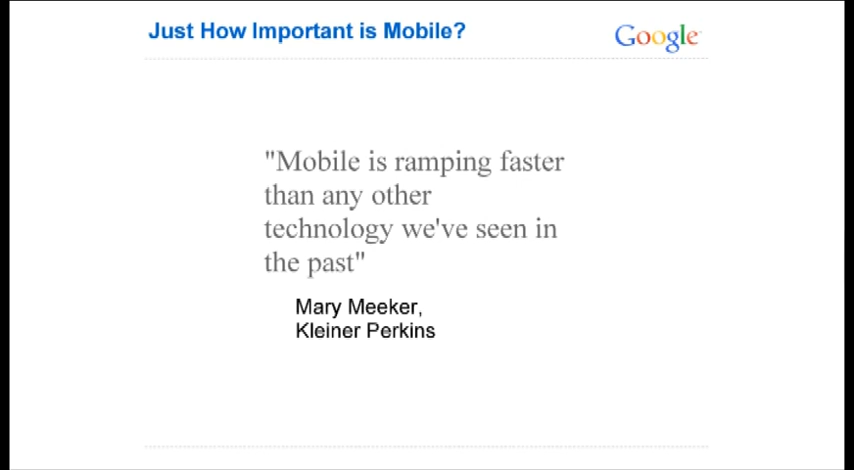 Just How Important is Mobile?
Google
"Mobile is ramping faster
than any other
technology we've seen in
the past"
Mary Meeker,
Kleiner Perkins